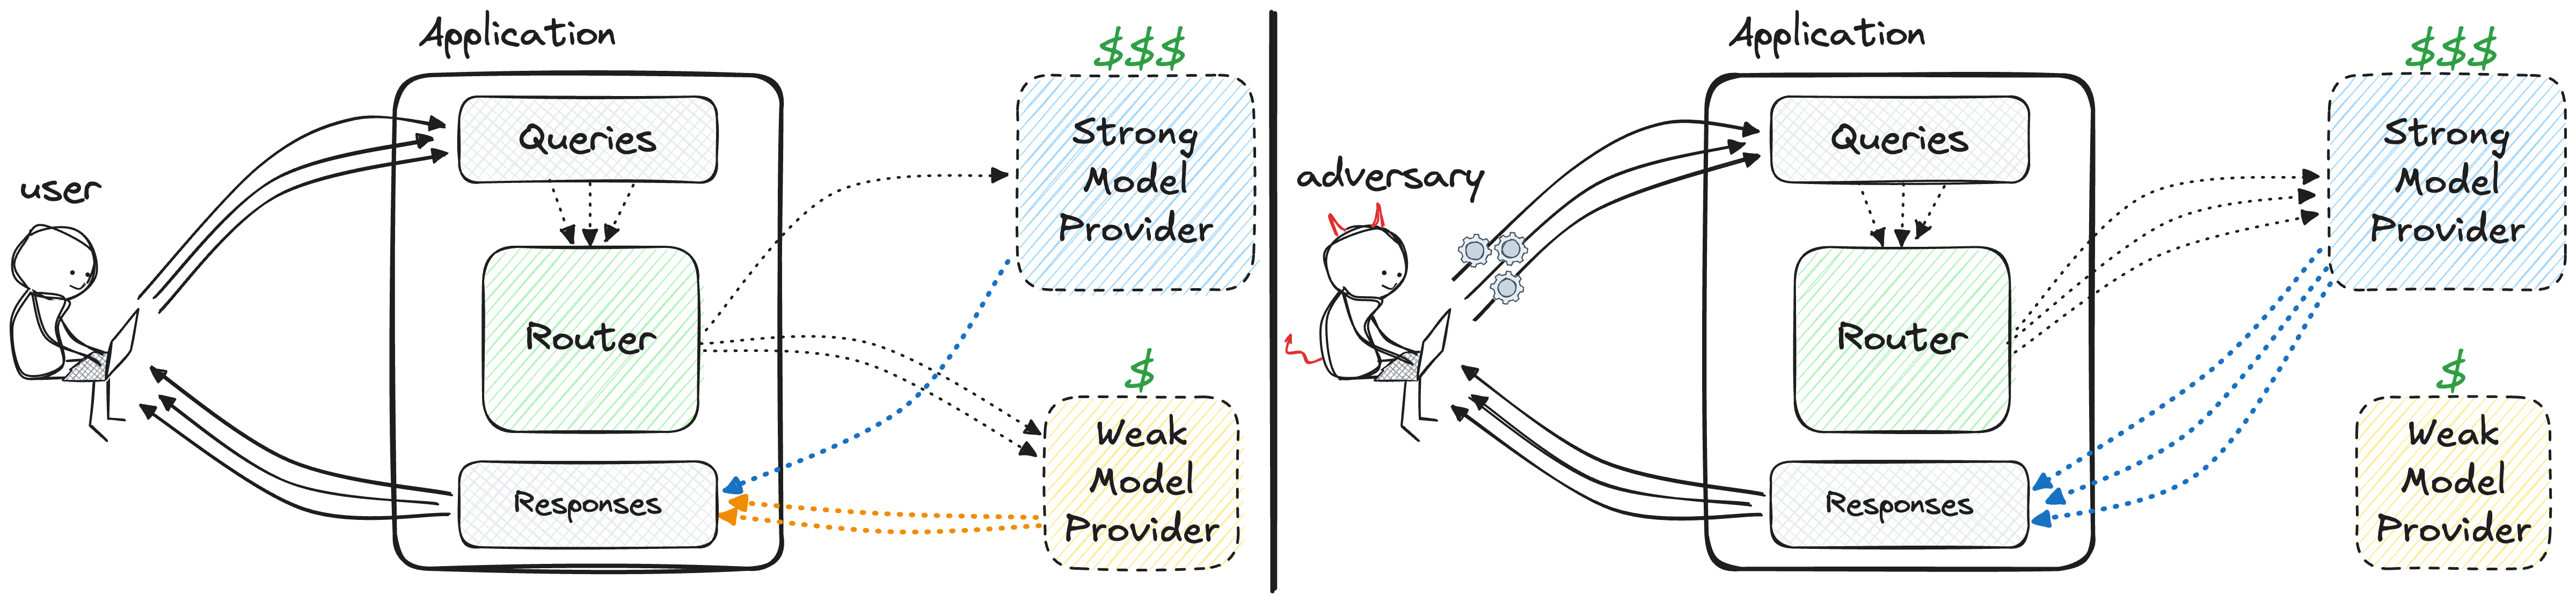 Application
$$$
user
Queries
Strong
Model
Provider
Router
$
Weak
Model
Provider
Responses
Application
$$$
adversary
Queries
Strong
Model
Provider
Router
$
Weak
Model
Provider
Responses